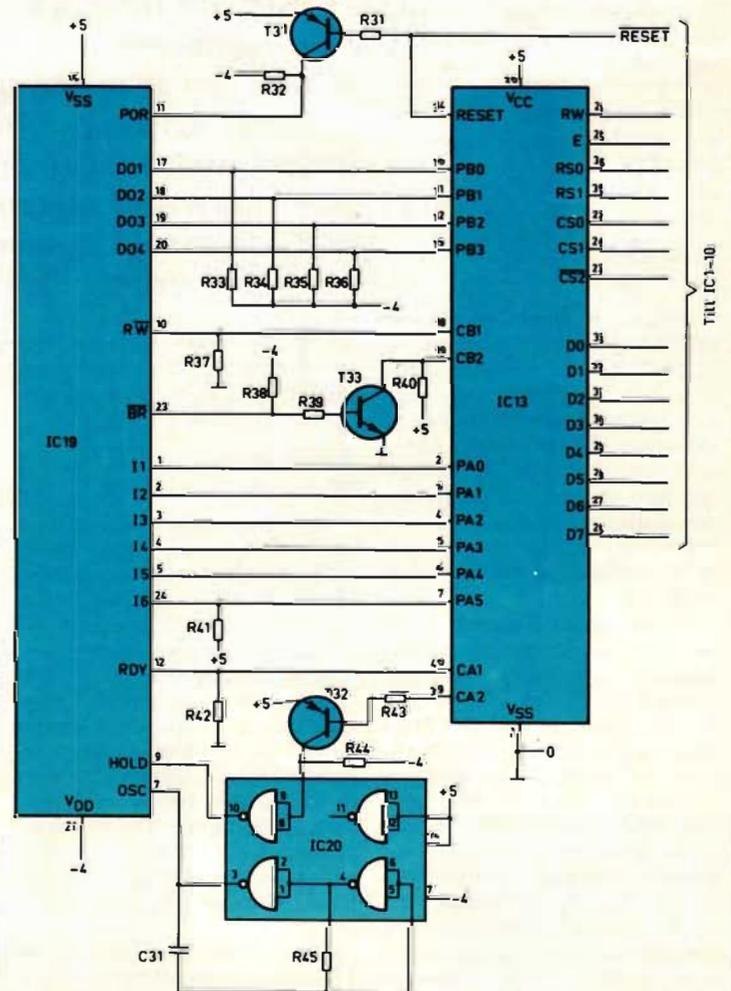 +5
T31
R31
RESET
+5
-4
R32
+5
VSS
POR
11
RESET
VCC
RW
E
DO1
17
PB0
RS0
DO2
18
PB1
RS1
DO3
19
PB2
CS0
DO4
20
PB3
CS1
CS2
R33
R34
R35
R36
-4
Till IC1-10
RW
10
CB1
D0
R37
-4
R38
T33
CB2
D1
R39
R40
IC13
D2
BR
23
+5
D3
IC19
D4
I1
1
2
PA0
D5
I2
2
PA1
D6
I3
3
4
PA2
D7
I4
4
5
PA3
I5
5
PA4
I6
24
7
PA5
R41
RDY
12
+5
CA1
+5
R43
CA2
R42
R44
-4
VSS
0
HOLD
9
OSC
7
10
11
13
+5
VDD
21
IC20
-4
3
2
1
4
6
5
7
-4
C31
R45